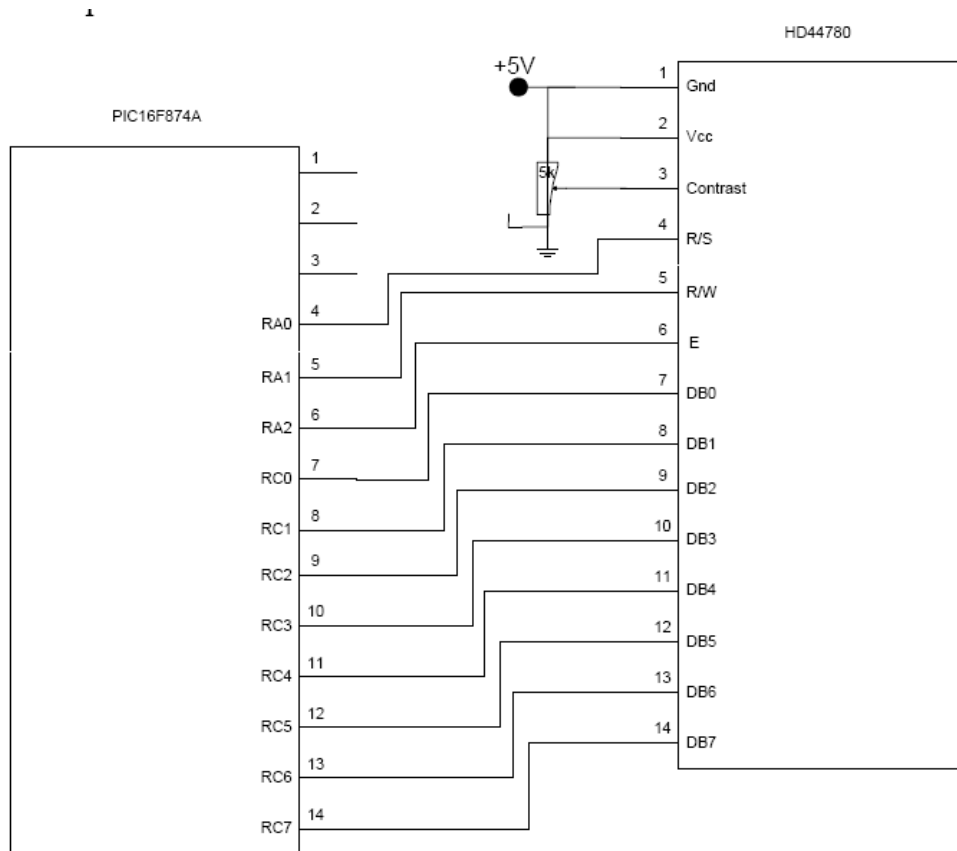 HD44780
+5V
1
Gnd
PIC16F874A
2
Vcc
1
5k
3
Contrast
2
4
R/S
3
5
R/W
4
RA0
6
E
5
RA1
7
DB0
6
RA2
8
DB1
7
RC0
9
DB2
8
RC1
10
DB3
9
RC2
11
DB4
10
RC3
12
DB5
11
RC4
13
DB6
12
RC5
14
DB7
13
RC6
14
RC7